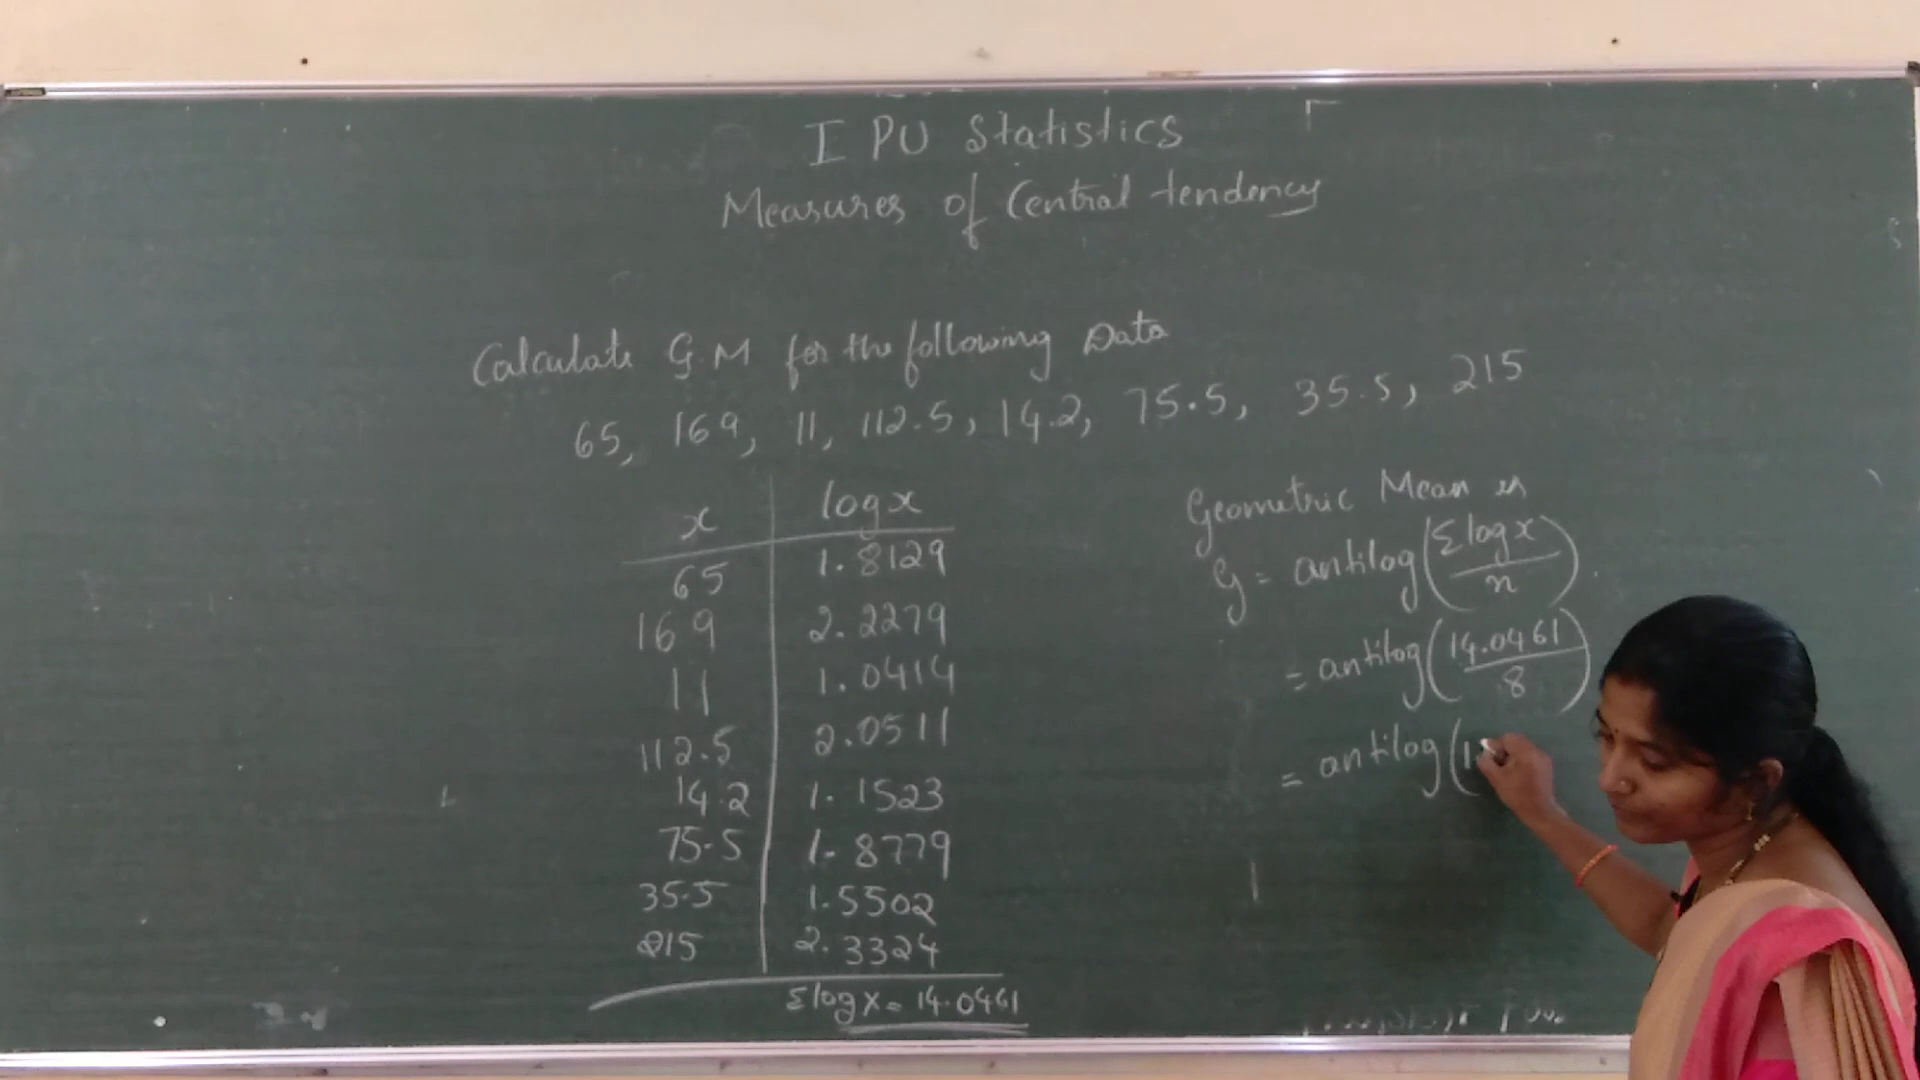 I PU Statistics
Measures of Central tendency
Calculate G.M for the following Data
65, 169, 11, 112.5, 14.2, 75.5, 35.5, 215
x | log x
65 | 1.8129
169 | 2.2279
11 | 1.0414
112.5 | 2.0511
14.2 | 1.1523
75.5 | 1.8779
35.5 | 1.5502
215 | 2.3324
Σlogx = 14.0461
Geometric Mean is
G = antilog(Σlogx/n)
= antilog(14.0461/8)
= antilog(1.